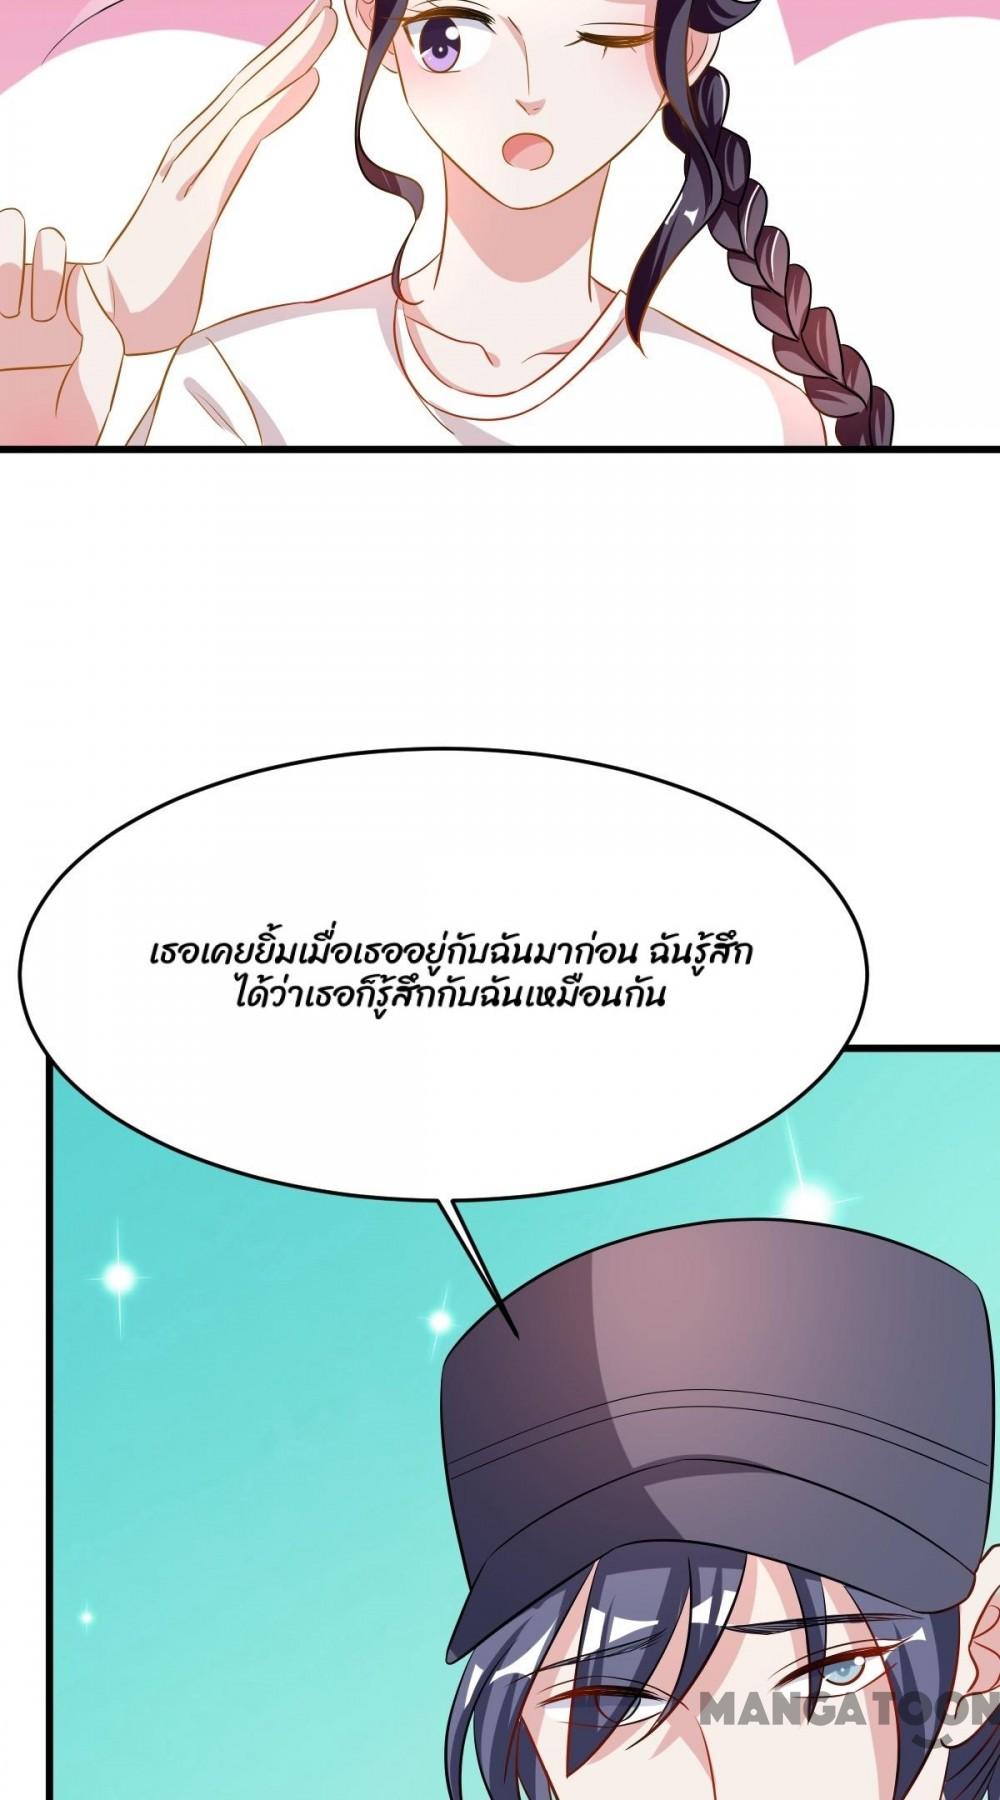 เธอเคยยิ้มเมื่อเธออยู่กับฉันมาก่อน ฉันรู้สึก
ได้ว่าเธอก็รู้สึกกับฉันเหมือนกัน
MANGATOON